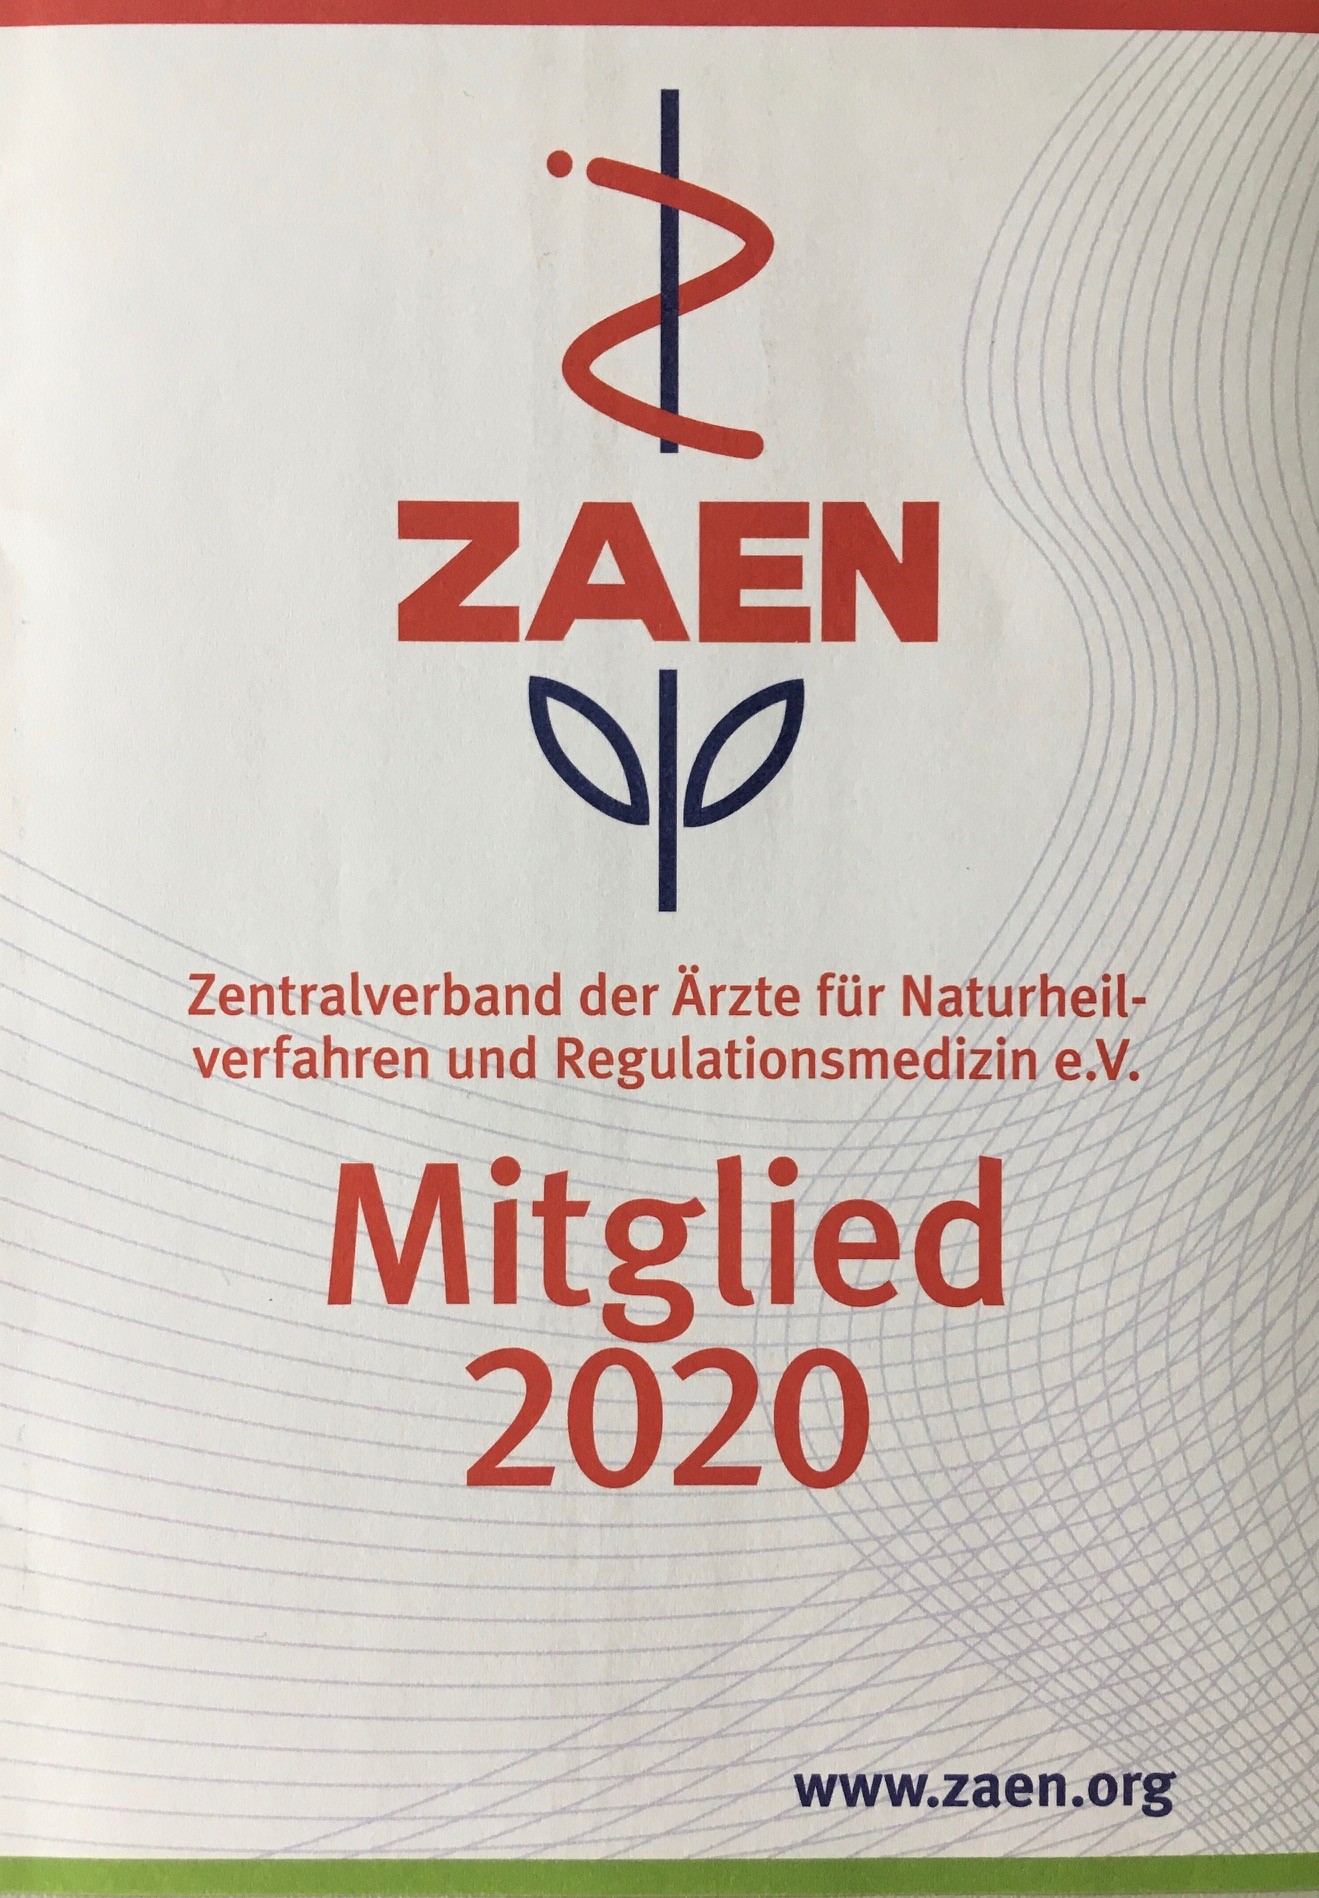 ZAEN
Zentralverband der Ärzte für Naturheil-
verfahren und Regulationsmedizin e.V.
Mitglied
2020
www.zaen.org